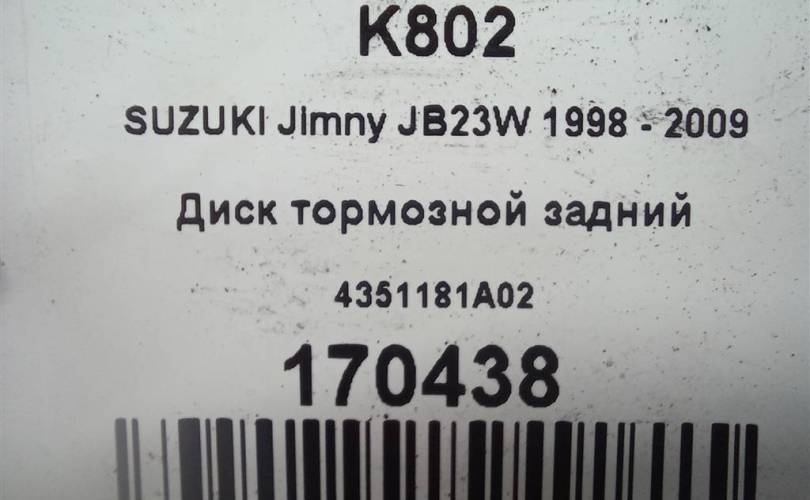 K802
SUZUKI Jimny JB23W 1998 - 2009
Диск тормозной задний
4351181A02
170438